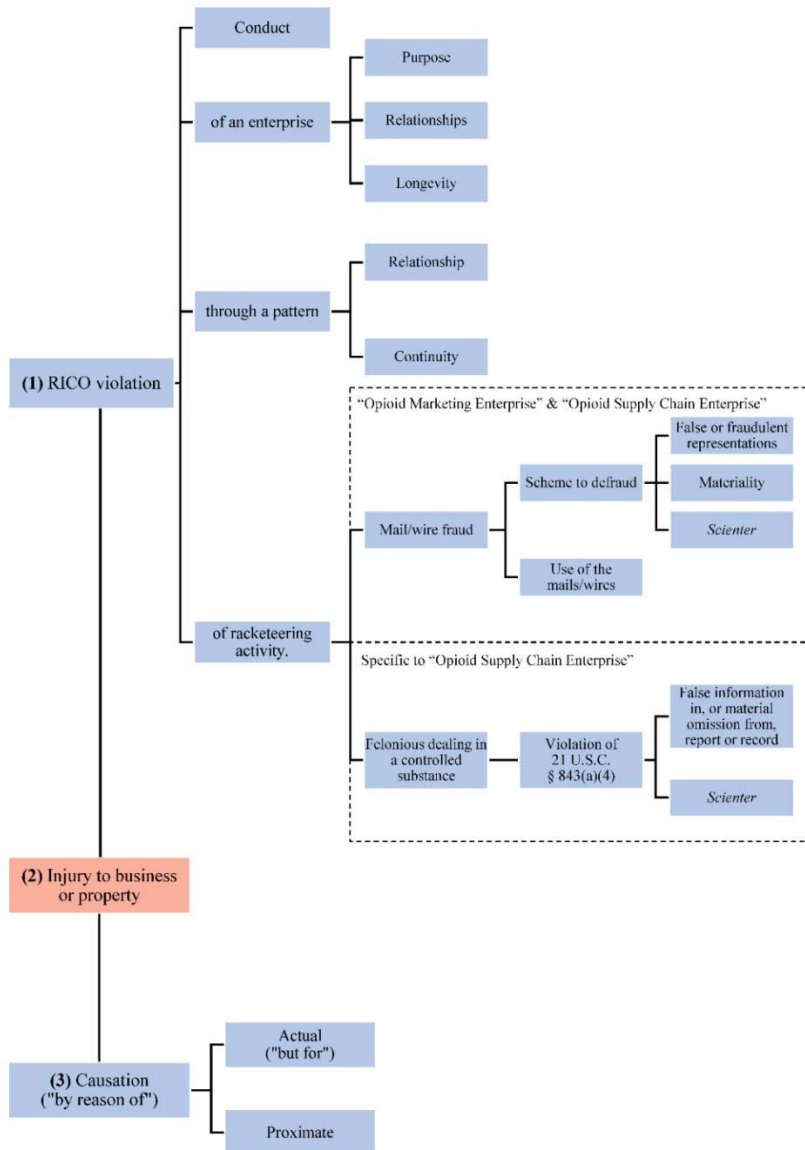 Conduct
of an enterprise
Purpose
Relationships
Longevity
through a pattern
Relationship
Continuity
(1) RICO violation
“Opioid Marketing Enterprise” & “Opioid Supply Chain Enterprise”
Mail/wire fraud
Scheme to defraud
False or fraudulent
representations
Materiality
Scienter
Use of the
mails/wires
of racketeering
activity.
Specific to “Opioid Supply Chain Enterprise”
Felonious dealing in
a controlled
substance
Violation of
21 U.S.C.
§ 843(a)(4)
False information
in, or material
omission from,
report or record
Scienter
(2) Injury to business
or property
(3) Causation
("by reason of")
Actual
("but for")
Proximate